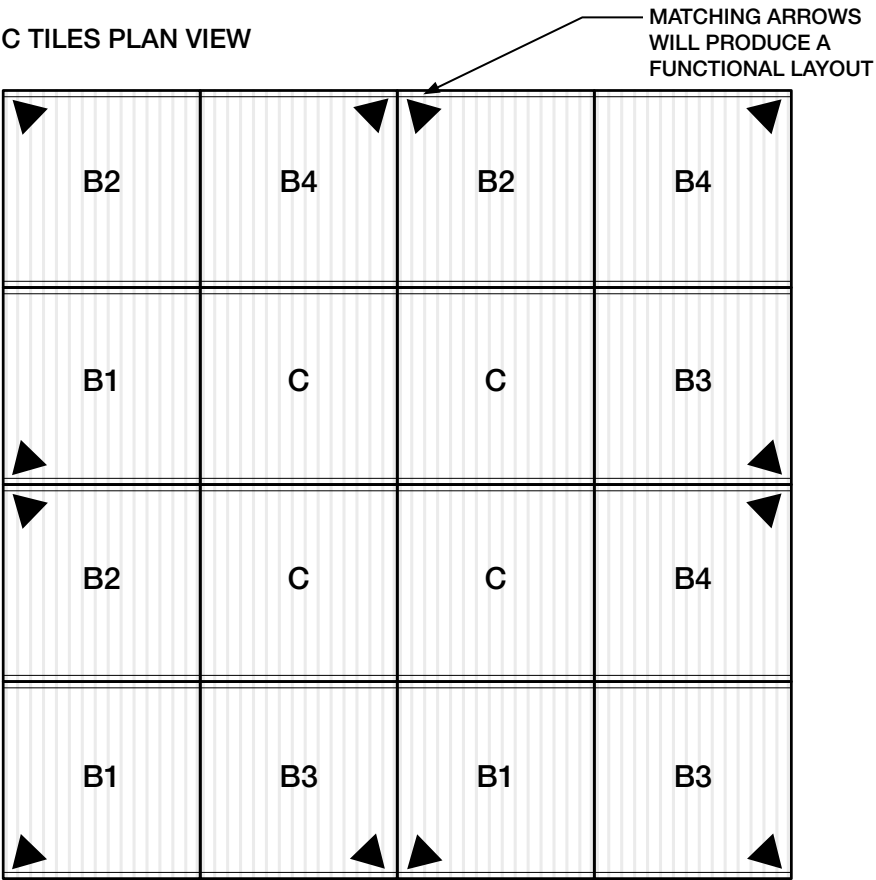 C TILES PLAN VIEW
MATCHING ARROWS
WILL PRODUCE A
FUNCTIONAL LAYOUT
B2 B4 B2 B4
B1 C C B3
B2 C C B4
B1 B3 B1 B3